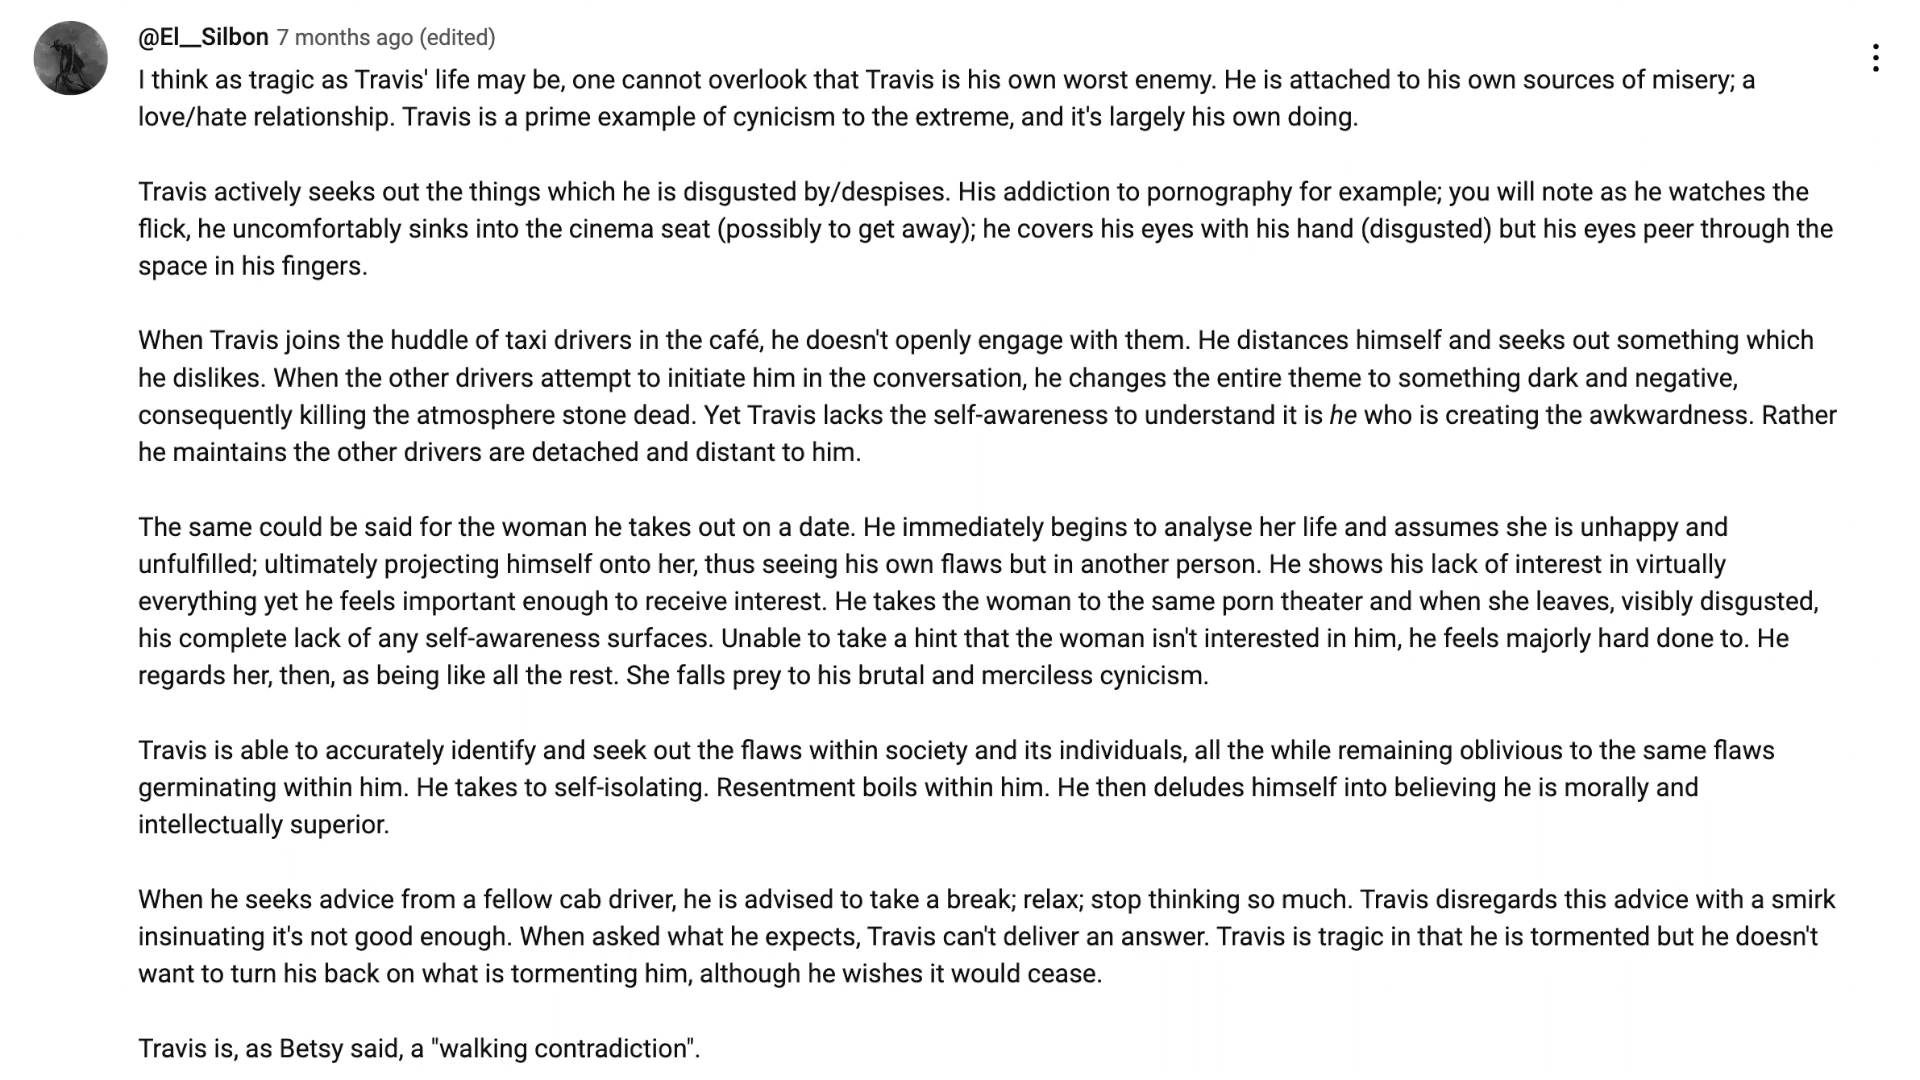 @El__Silbon 7 months ago (edited)
I think as tragic as Travis' life may be, one cannot overlook that Travis is his own worst enemy. He is attached to his own sources of misery; a
love/hate relationship. Travis is a prime example of cynicism to the extreme, and it's largely his own doing.
Travis actively seeks out the things which he is disgusted by/despises. His addiction to pornography for example; you will note as he watches the
flick, he uncomfortably sinks into the cinema seat (possibly to get away); he covers his eyes with his hand (disgusted) but his eyes peer through the
space in his fingers.
When Travis joins the huddle of taxi drivers in the café, he doesn't openly engage with them. He distances himself and seeks out something which
he dislikes. When the other drivers attempt to initiate him in the conversation, he changes the entire theme to something dark and negative,
consequently killing the atmosphere stone dead. Yet Travis lacks the self-awareness to understand it is he who is creating the awkwardness. Rather
he maintains the other drivers are detached and distant to him.
The same could be said for the woman he takes out on a date. He immediately begins to analyse her life and assumes she is unhappy and
unfulfilled; ultimately projecting himself onto her, thus seeing his own flaws but in another person. He shows his lack of interest in virtually
everything yet he feels important enough to receive interest. He takes the woman to the same porn theater and when she leaves, visibly disgusted,
his complete lack of any self-awareness surfaces. Unable to take a hint that the woman isn't interested in him, he feels majorly hard done to. He
regards her, then, as being like all the rest. She falls prey to his brutal and merciless cynicism.
Travis is able to accurately identify and seek out the flaws within society and its individuals, all the while remaining oblivious to the same flaws
germinating within him. He takes to self-isolating. Resentment boils within him. He then deludes himself into believing he is morally and
intellectually superior.
When he seeks advice from a fellow cab driver, he is advised to take a break; relax; stop thinking so much. Travis disregards this advice with a smirk
insinuating it's not good enough. When asked what he expects, Travis can't deliver an answer. Travis is tragic in that he is tormented but he doesn't
want to turn his back on what is tormenting him, although he wishes it would cease.
Travis is, as Betsy said, a "walking contradiction".